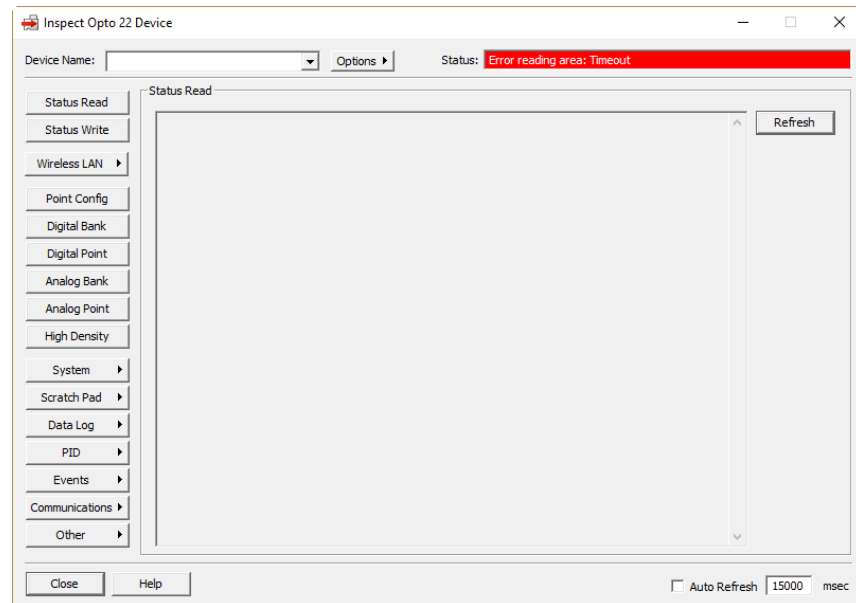 Inspect Opto 22 Device
Device Name: Options Status: Error reading area: Timeout
Status Read
Status Read
Refresh
Status Write
Wireless LAN
Point Config
Digital Bank
Digital Point
Analog Bank
Analog Point
High Density
System
Scratch Pad
Data Log
PID
Events
Communications
Other
Close Help Auto Refresh 15000 msec